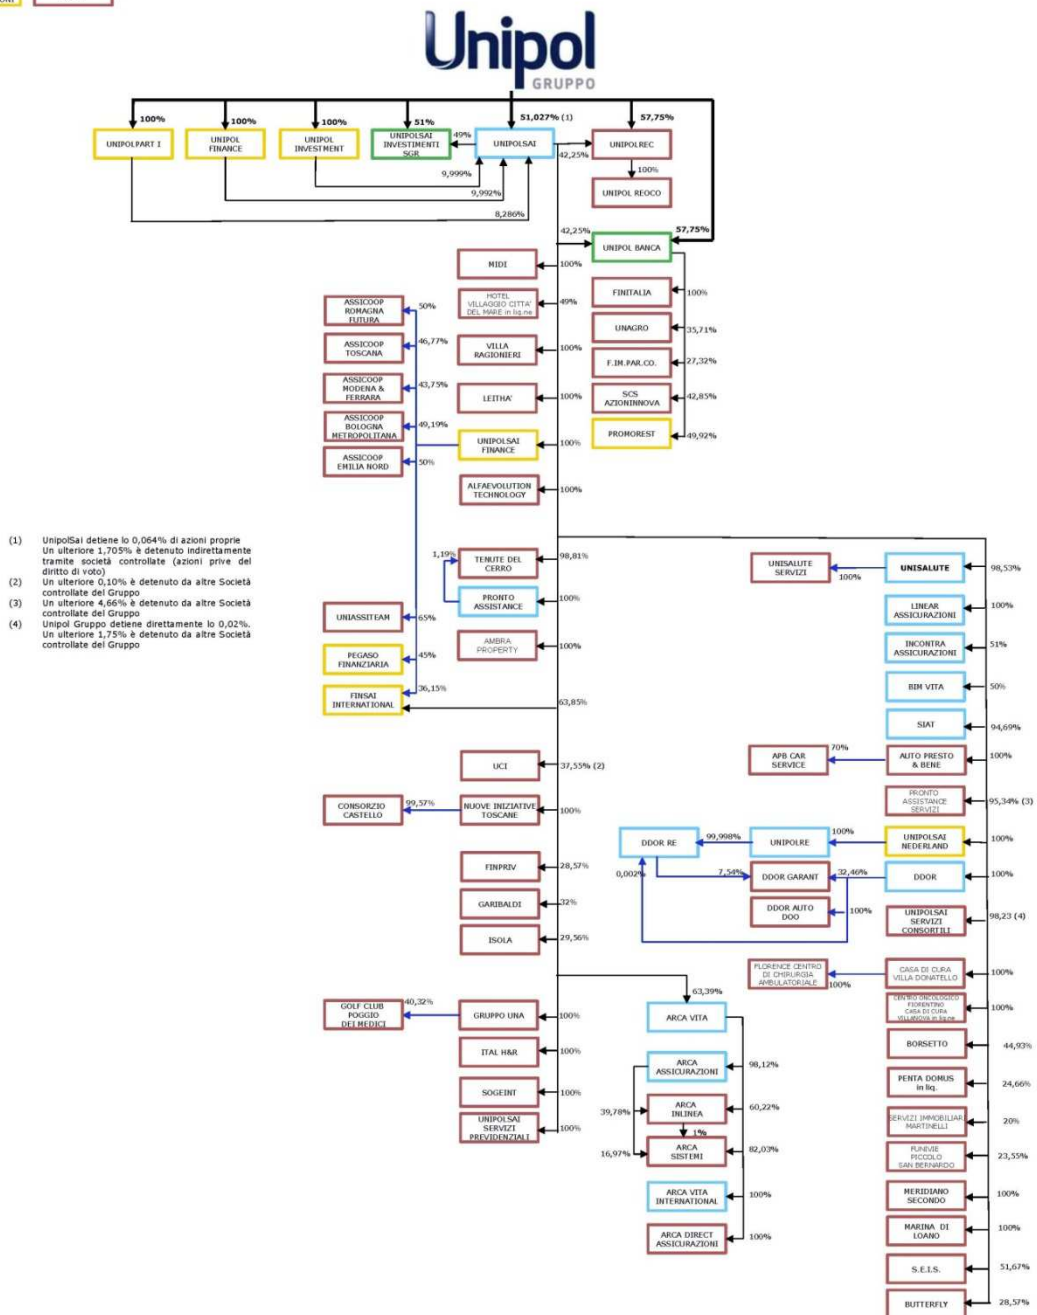 Unipol
GRUPPO
100%
100%
100%
51%
51,027% (1)
57,75%
UNIPOLPART I
UNIPOL
FINANCE
UNIPOL
INVESTMENT
UNIPOLSAI
INVESTIMENTI
SGR
49%
UNIPOLSAI
42,25%
UNIPOLREC
9,999%
9,992%
8,286%
100%
UNIPOL REOCO
42,25%
57,75%
UNIPOL BANCA
MIDI
100%
FINITALIA
100%
HOTEL
VILLAGGIO CITTA'
DEL MARE in liq.ne
49%
ASSICOOP
ROMAGNA
FUTURA
50%
UNAGRO
35,71%
ASSICOOP
TOSCANA
46,77%
VILLA
RAGIONIERI
100%
F.IM.PAR.CO.
27,32%
ASSICOOP
MODENA &
FERRARA
43,75%
LEITHA'
100%
SCS
AZIONINNOVA
42,85%
ASSICOOP
BOLOGNA
METROPOLITANA
49,19%
UNIPOLSAI
FINANCE
100%
PROMOREST
49,92%
ASSICOOP
EMILIA NORD
50%
ALFAEVOLUTION
TECHNOLOGY
100%
(1) UnipolSai detiene lo 0,064% di azioni proprie
Un ulteriore 1,705% è detenuto indirettamente
tramite società controllate (azioni prive del
diritto di voto)
(2) Un ulteriore 0,10% è detenuto da altre Società
controllate del Gruppo
(3) Un ulteriore 4,66% è detenuto da altre Società
controllate del Gruppo
(4) Unipol Gruppo detiene direttamente lo 0,02%.
Un ulteriore 1,75% è detenuto da altre Società
controllate del Gruppo
1,19%
TENUTE DEL
CERRO
98,81%
PRONTO
ASSISTANCE
100%
UNIASSITEAM
65%
AMBRA
PROPERTY
100%
PEGASO
FINANZIARIA
45%
FINSAI
INTERNATIONAL
36,15%
63,85%
UNISALUTE
SERVIZI
100%
UNISALUTE
98,53%
LINEAR
ASSICURAZIONI
100%
INCONTRA
ASSICURAZIONI
51%
BIM VITA
50%
SIAT
94,69%
UCI
37,55% (2)
APB CAR
SERVICE
70%
AUTO PRESTO
& BENE
100%
CONSORZIO
CASTELLO
99,57%
NUOVE INIZIATIVE
TOSCANE
100%
PRONTO
ASSISTANCE
SERVIZI
95,34% (3)
DDOR RE
99,998%
UNIPOLRE
100%
UNIPOLSAI
NEDERLAND
100%
FINPRIV
28,57%
0,002%
7,54%
DDOR GARANT
32,46%
DDOR
100%
GARIBALDI
32%
DDOR AUTO
DOO
100%
UNIPOLSAI
SERVIZI
CONSORTILI
98,23 (4)
ISOLA
29,56%
FLORENCE CENTRO
DI CHIRURGIA
AMBULATORIALE
100%
CASA DI CURA
VILLA DONATELLO
100%
63,39%
CENTRO ONCOLOGICO
FIORENTINO
CASA DI CURA
VILLANOVA in liq.ne
100%
GOLF CLUB
POGGIO
DEI MEDICI
40,32%
GRUPPO UNA
100%
ARCA VITA
BORSETTO
44,93%
ITAL H&R
100%
ARCA
ASSICURAZIONI
98,12%
PENTA DOMUS
in liq.
24,66%
SOGEINT
100%
39,78%
ARCA
INLINEA
60,22%
SERVIZI IMMOBILIARI
MARTINELLI
20%
UNIPOLSAI
SERVIZI
PREVIDENZIALI
100%
1%
16,97%
ARCA
SISTEMI
82,03%
FUNIVIE
PICCOLO
SAN BERNARDO
23,55%
ARCA VITA
INTERNATIONAL
100%
MERIDIANO
SECONDO
100%
ARCA DIRECT
ASSICURAZIONI
100%
MARINA DI
LOANO
100%
S.E.I.S.
51,67%
BUTTERFLY
28,57%